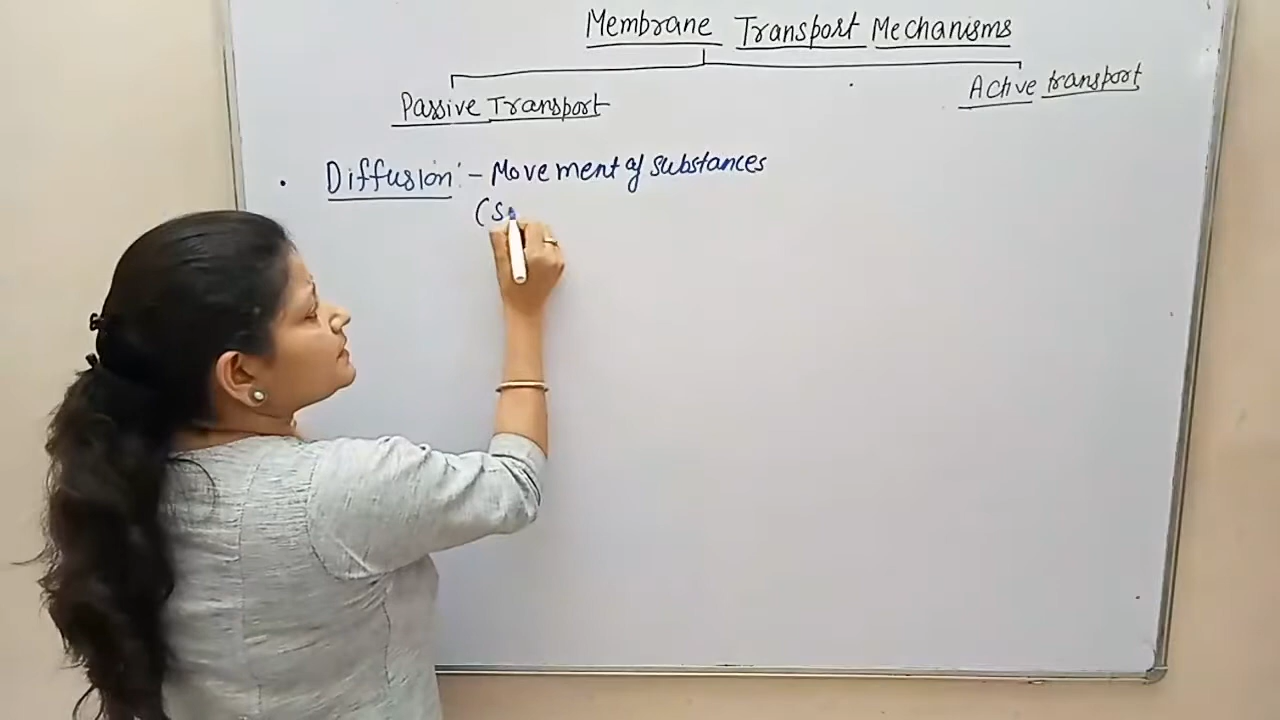 Membrane Transport Mechanisms
Passive Transport
Active transport
. Diffusion :- Movement of substances
(S